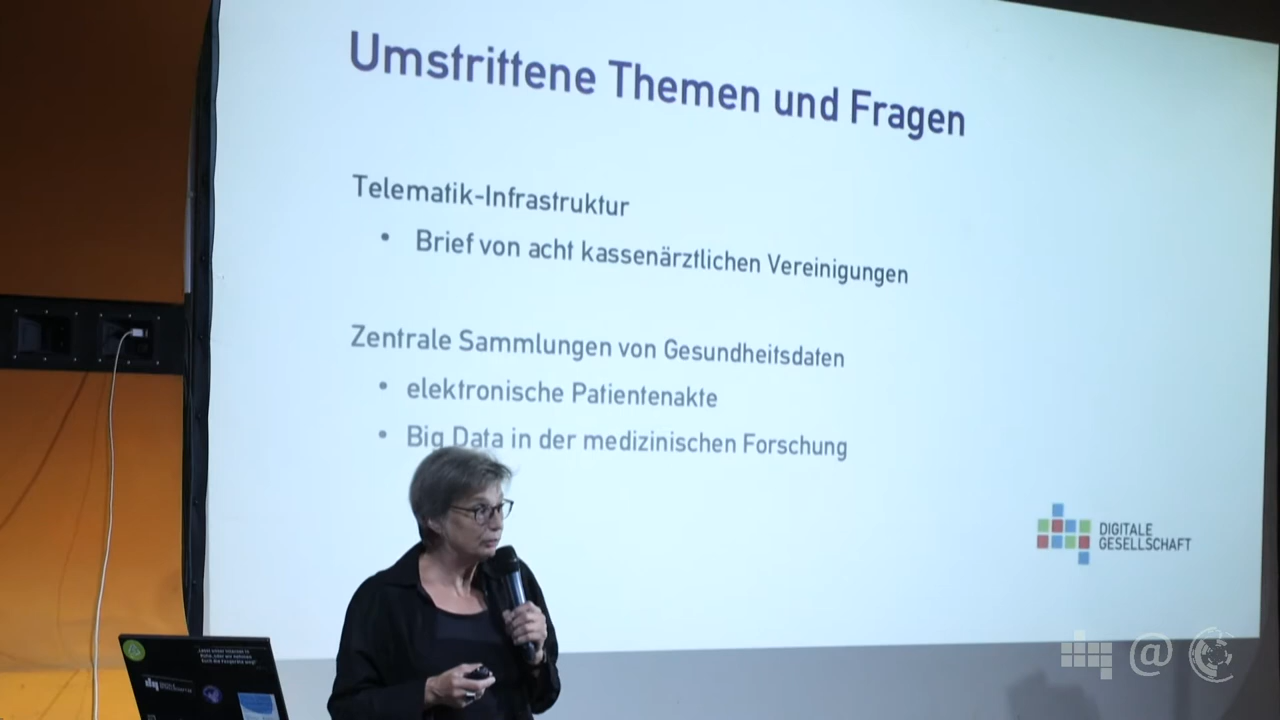 Umstrittene Themen und Fragen
Telematik-Infrastruktur
• Brief von acht kassenärztlichen Vereinigungen
Zentrale Sammlungen von Gesundheitsdaten
• elektronische Patientenakte
• Big Data in der medizinischen Forschung
DIGITALE
GESELLSCHAFT
@